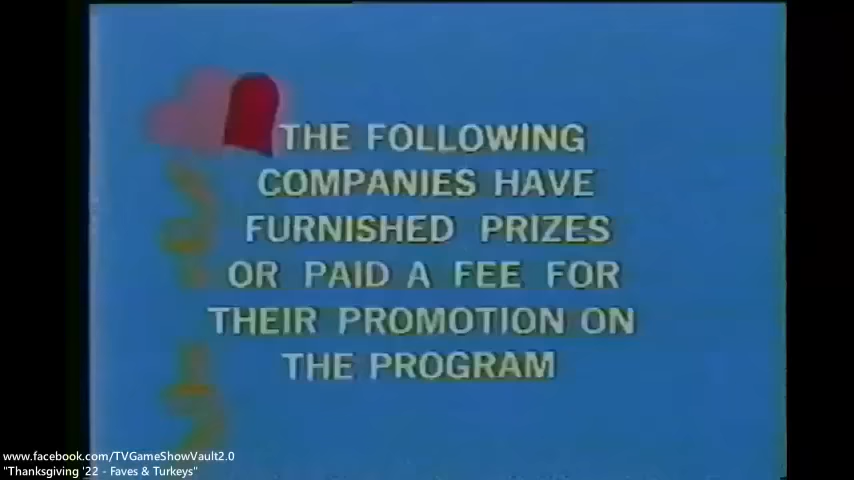 THE FOLLOWING
COMPANIES HAVE
FURNISHED PRIZES
OR PAID A FEE FOR
THEIR PROMOTION ON
THE PROGRAM
www.facebook.com/TVGameShowVault2.0
"Thanksgiving '22 - Faves & Turkeys"